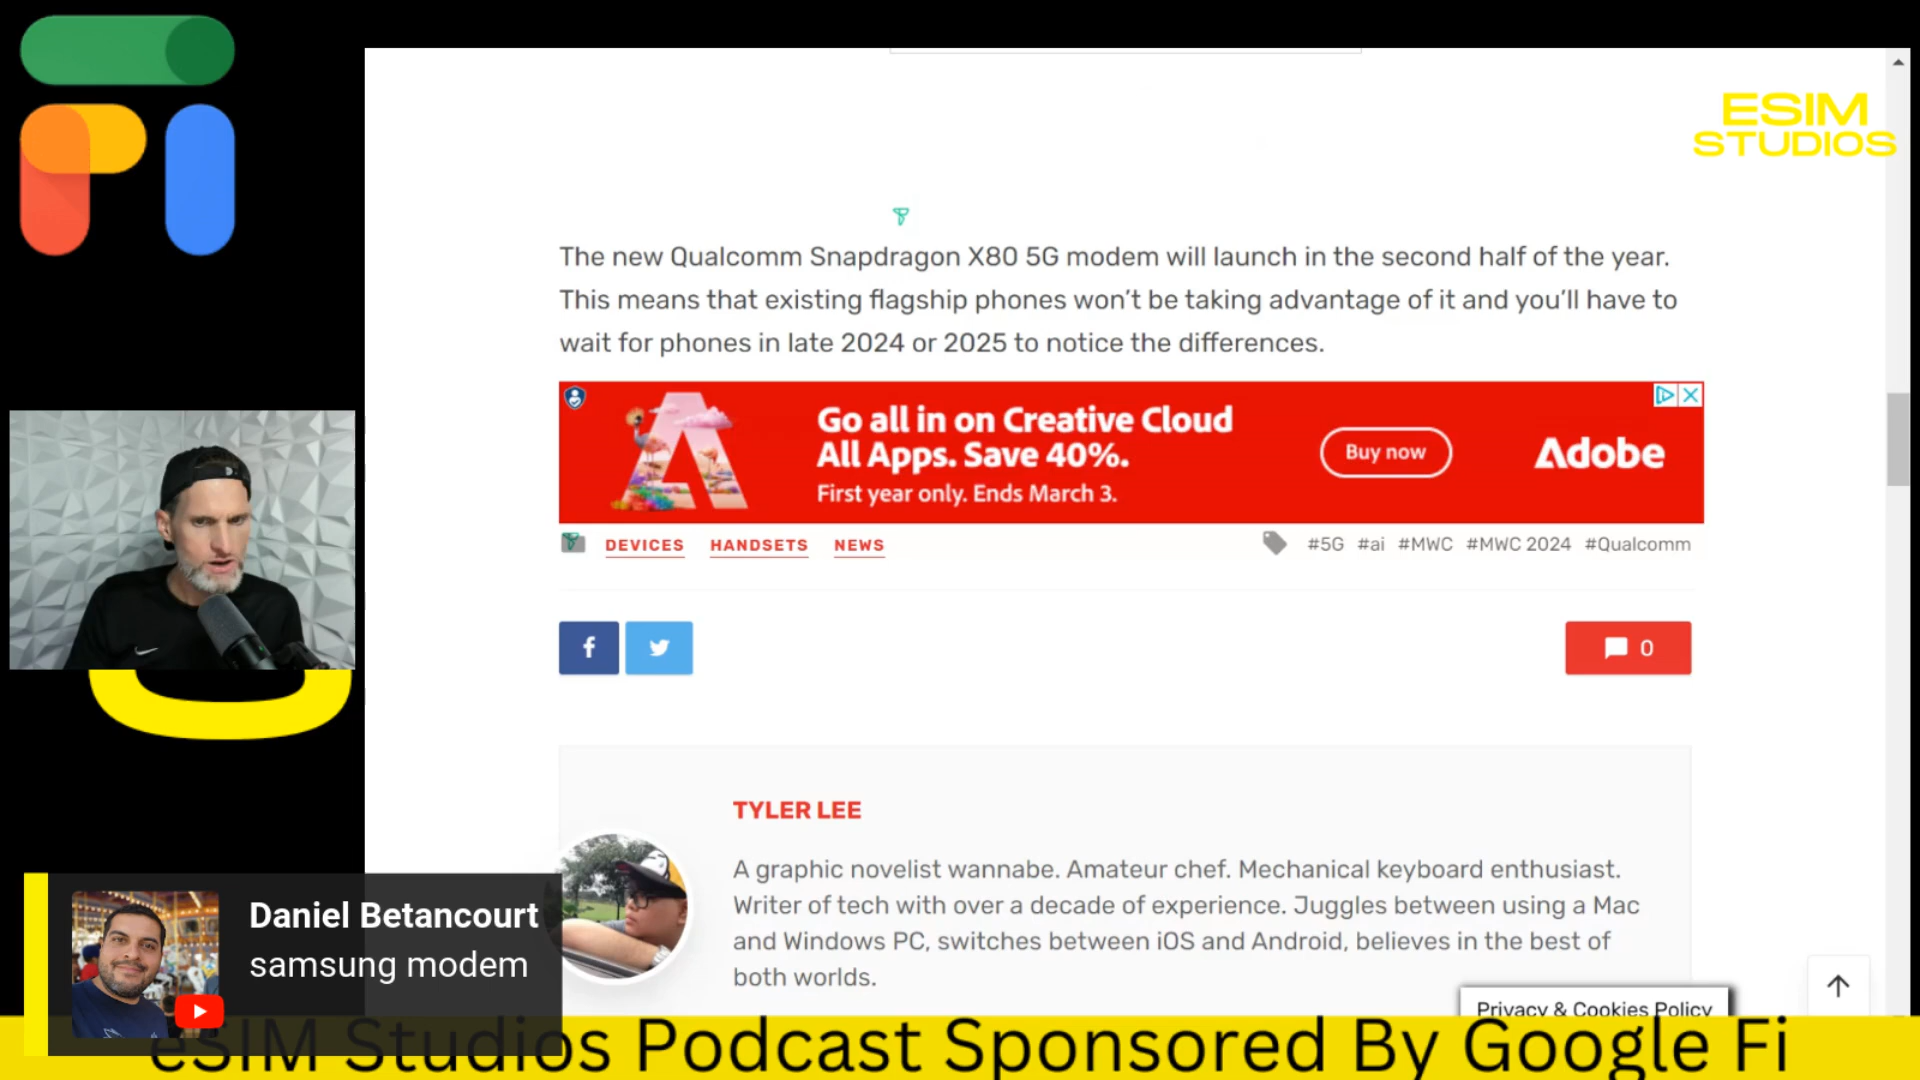 ESIM
STUDIOS
The new Qualcomm Snapdragon X80 5G modem will launch in the second half of the year.
This means that existing flagship phones won’t be taking advantage of it and you’ll have to
wait for phones in late 2024 or 2025 to notice the differences.
Go all in on Creative Cloud
All Apps. Save 40%.
First year only. Ends March 3.
Buy now
Adobe
DEVICES HANDSETS NEWS
#5G #ai #MWC #MWC 2024 #Qualcomm
0
TYLER LEE
A graphic novelist wannabe. Amateur chef. Mechanical keyboard enthusiast.
Writer of tech with over a decade of experience. Juggles between using a Mac
and Windows PC, switches between iOS and Android, believes in the best of
both worlds.
Privacy & Cookies Policy
Daniel Betancourt
samsung modem
eSIM Studios Podcast Sponsored By Google Fi